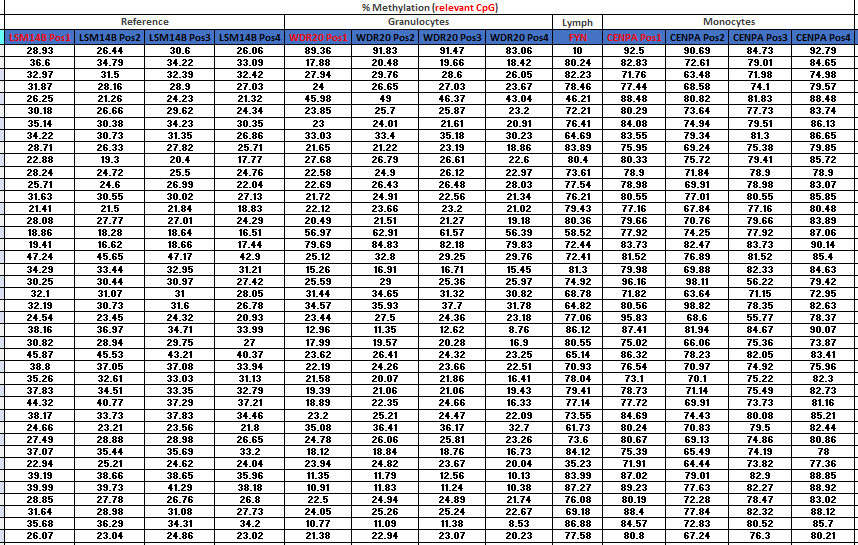 % Methylation (relevant CpG)
Reference Granulocytes Lymph Monocytes
LSM14B Pos1 LSM14B Pos2 LSM14B Pos3 LSM14B Pos4 WDR20 Pos1 WDR20 Pos2 WDR20 Pos3 WDR20 Pos4 FYN CENPA Pos1 CENPA Pos2 CENPA Pos3 CENPA Pos4
28.93 26.44 30.6 26.06 89.36 91.83 91.47 83.06 10 92.5 90.69 84.73 92.79
36.6 34.79 34.22 33.09 17.88 20.48 19.66 18.42 80.24 82.83 72.61 79.01 84.65
32.97 31.5 32.39 32.42 27.94 29.76 28.6 26.05 82.23 71.76 63.48 71.98 74.98
31.87 28.16 28.9 27.03 24 26.65 27.03 23.67 78.46 77.44 68.58 74.1 79.57
26.25 21.26 24.23 21.32 45.98 49 46.37 43.04 46.21 88.48 80.82 81.83 88.48
30.18 26.66 29.62 24.34 23.85 25.7 25.87 23.2 72.21 80.29 73.64 77.73 83.74
35.14 30.38 34.23 30.35 23 24.01 21.61 20.91 76.41 84.08 74.94 79.51 86.13
34.22 30.73 31.35 26.86 33.03 33.4 35.18 30.23 64.69 83.55 79.34 81.3 86.65
28.71 26.33 27.82 25.71 21.65 21.22 23.19 18.86 83.89 75.95 69.24 75.38 79.85
22.88 19.3 20.4 17.77 27.68 26.79 26.61 22.6 80.4 80.33 75.72 79.41 85.72
28.24 24.72 25.5 24.76 22.58 24.9 26.12 22.97 73.61 78.9 71.84 78.9 78.9
25.71 24.6 26.99 22.04 22.69 26.43 26.48 28.03 77.54 78.98 69.91 78.98 83.07
31.63 30.55 30.02 27.13 21.72 24.91 22.56 21.34 76.21 80.55 77.01 80.55 85.85
21.41 21.5 21.84 18.83 22.12 23.66 23.2 21.02 79.43 77.16 67.84 77.16 80.48
28.08 27.77 27.01 24.29 20.49 21.51 21.27 19.18 80.36 79.66 70.76 79.66 83.89
18.86 18.28 18.64 16.51 56.97 62.91 61.57 56.39 58.52 77.92 74.25 77.92 87.06
19.41 16.62 18.66 17.44 79.69 84.83 82.18 79.83 72.44 83.73 82.47 83.73 90.14
47.24 45.65 47.17 42.9 25.12 32.8 29.25 29.76 72.41 81.52 76.89 81.52 85.4
34.29 33.44 32.95 31.21 15.26 16.91 16.71 15.45 81.3 79.98 69.88 82.33 84.63
30.25 30.44 30.97 27.42 25.59 29 25.36 25.97 74.92 96.16 98.11 56.22 79.42
32.1 31.07 31 28.05 31.44 34.65 31.32 30.82 68.78 71.82 63.64 71.15 72.95
32.19 30.73 31.6 26.78 34.57 35.93 37.7 31.78 64.82 80.56 98.82 78.35 82.63
24.54 23.45 24.32 20.93 23.44 27.5 24.36 23.18 77.06 95.83 68.6 55.77 78.37
38.16 36.97 34.71 33.99 12.96 11.35 12.62 8.76 86.12 87.41 81.94 84.67 90.07
30.82 28.94 29.75 27 17.99 19.57 20.28 16.9 80.55 75.02 66.06 75.36 73.87
45.87 45.53 43.21 40.37 23.62 26.41 24.32 23.25 65.14 86.32 78.23 82.05 83.41
38.8 37.05 37.08 33.94 22.19 24.26 23.66 22.51 70.93 76.54 70.97 74.92 75.96
35.26 32.61 33.03 31.13 21.58 20.07 21.86 16.41 78.04 73.1 70.1 75.22 82.3
37.83 34.51 33.35 32.79 19.39 21.06 21.06 19.43 79.41 78.73 71.14 75.49 82.73
44.32 40.77 37.29 37.21 18.89 22.35 24.66 16.33 77.14 77.72 69.91 73.73 81.16
38.17 33.73 37.83 34.46 23.2 25.21 24.47 22.09 73.55 84.69 74.43 80.08 85.21
24.66 23.21 23.56 21.8 35.08 36.41 36.17 32.7 61.73 80.24 70.83 79.5 82.44
27.49 28.88 28.98 26.65 24.78 26.06 25.81 23.26 73.6 80.67 69.13 74.86 80.86
37.07 35.44 35.69 33.2 18.12 18.84 18.76 16.73 84.12 75.39 65.49 74.19 78
22.94 25.21 24.62 24.04 23.94 24.82 23.67 20.04 35.23 71.91 64.44 73.82 77.36
39.19 38.66 38.65 35.96 11.35 11.79 12.56 10.13 83.99 87.02 79.01 82.9 88.85
39.99 39.73 41.29 38.18 10.91 11.83 11.24 10.38 87.27 89.23 77.63 82.27 88.92
28.85 27.78 26.76 26.8 22.5 24.94 24.89 21.74 76.08 80.19 72.28 78.47 83.02
31.64 28.98 31.08 27.73 24.05 25.26 25.24 22.67 69.18 88.4 77.84 82.32 88.12
35.68 36.29 34.31 34.2 10.77 11.09 11.38 8.53 86.88 84.57 72.83 80.52 85.7
26.07 23.04 24.86 23.02 21.38 22.94 23.07 20.23 77.58 80.8 67.24 76.3 80.21